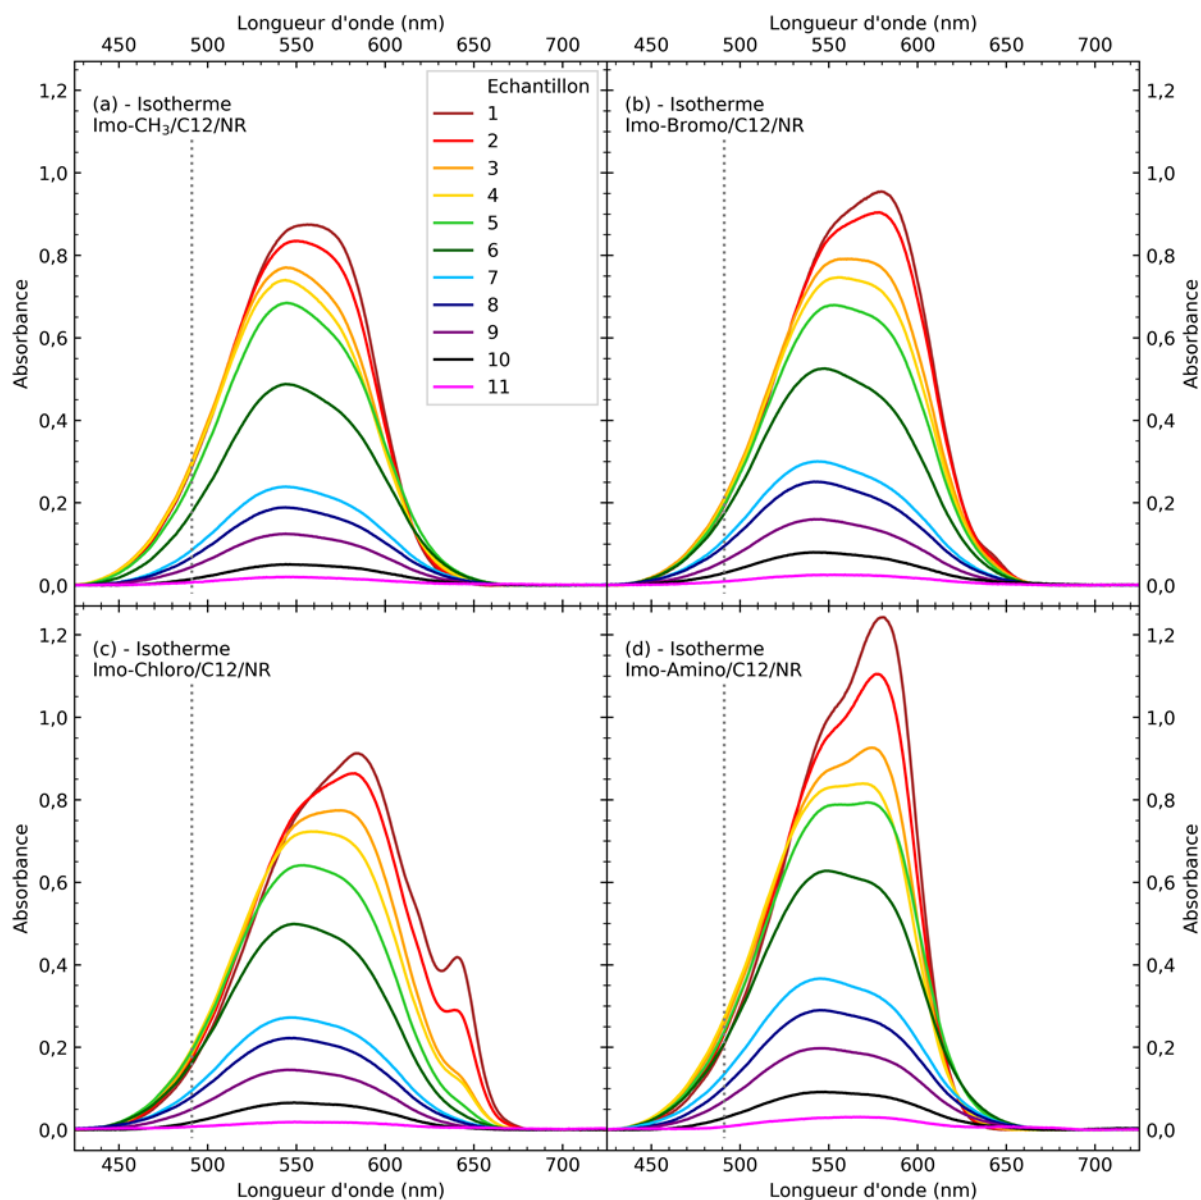 Longueur d'onde (nm)
Longueur d'onde (nm)
450 500 550 600 650 700
450 500 550 600 650 700
Absorbance
1,2
1,0
0,8
0,6
0,4
0,2
0,0
(a) - Isotherme
Imo-CH₃/C12/NR
Echantillon
1
2
3
4
5
6
7
8
9
10
11
(b) - Isotherme
Imo-Bromo/C12/NR
1,2
1,0
0,8
0,6
0,4
0,2
0,0
Absorbance
Absorbance
1,2
1,0
0,8
0,6
0,4
0,2
0,0
(c) - Isotherme
Imo-Chloro/C12/NR
(d) - Isotherme
Imo-Amino/C12/NR
1,2
1,0
0,8
0,6
0,4
0,2
0,0
Absorbance
450 500 550 600 650 700
450 500 550 600 650 700
Longueur d'onde (nm)
Longueur d'onde (nm)